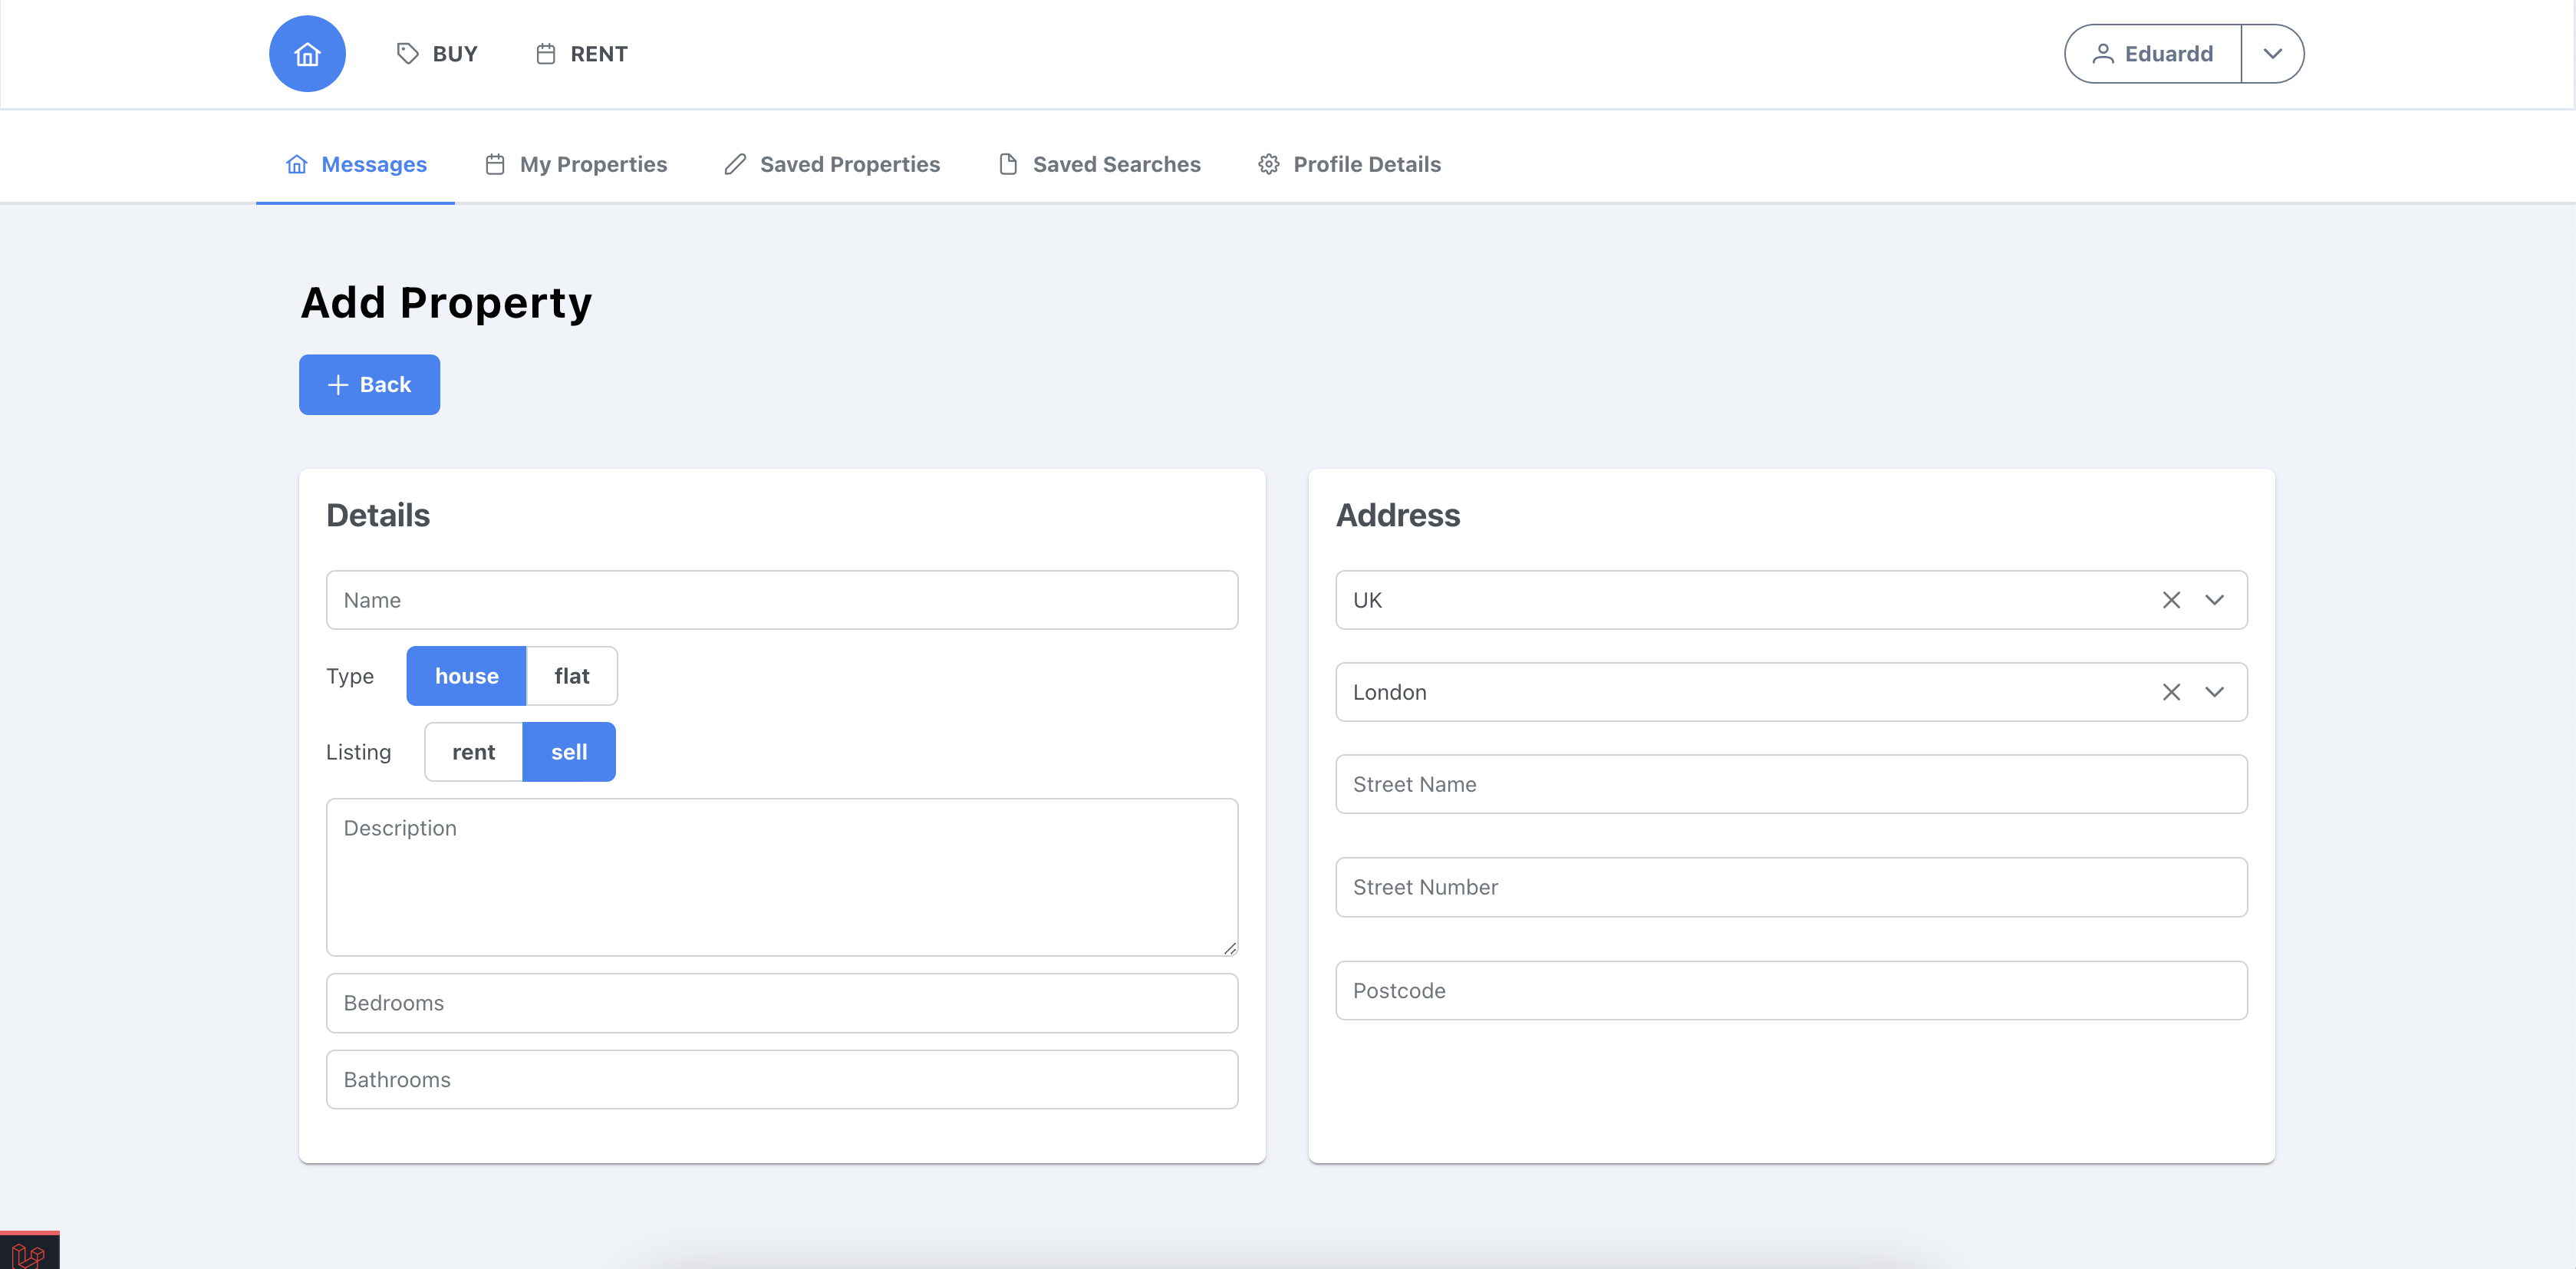 BUY
RENT
Eduardd
Messages
My Properties
Saved Properties
Saved Searches
Profile Details
Add Property
Back
Details
Name
Type
house
flat
Listing
rent
sell
Description
Bedrooms
Bathrooms
Address
UK
London
Street Name
Street Number
Postcode